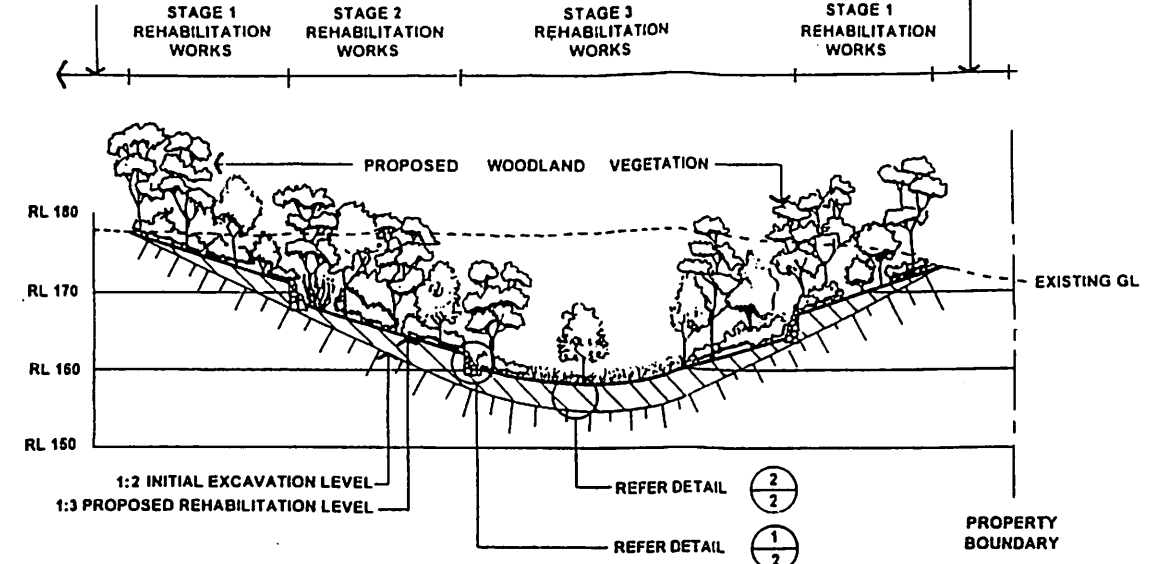 STAGE 1
REHABILITATION
WORKS
STAGE 2
REHABILITATION
WORKS
STAGE 3
REHABILITATION
WORKS
STAGE 1
REHABILITATION
WORKS
PROPOSED WOODLAND VEGETATION
RL 180
RL 170
EXISTING GL
RL 160
RL 150
1:2 INITIAL EXCAVATION LEVEL
1:3 PROPOSED REHABILITATION LEVEL
REFER DETAIL
2
2
REFER DETAIL
1
2
PROPERTY
BOUNDARY